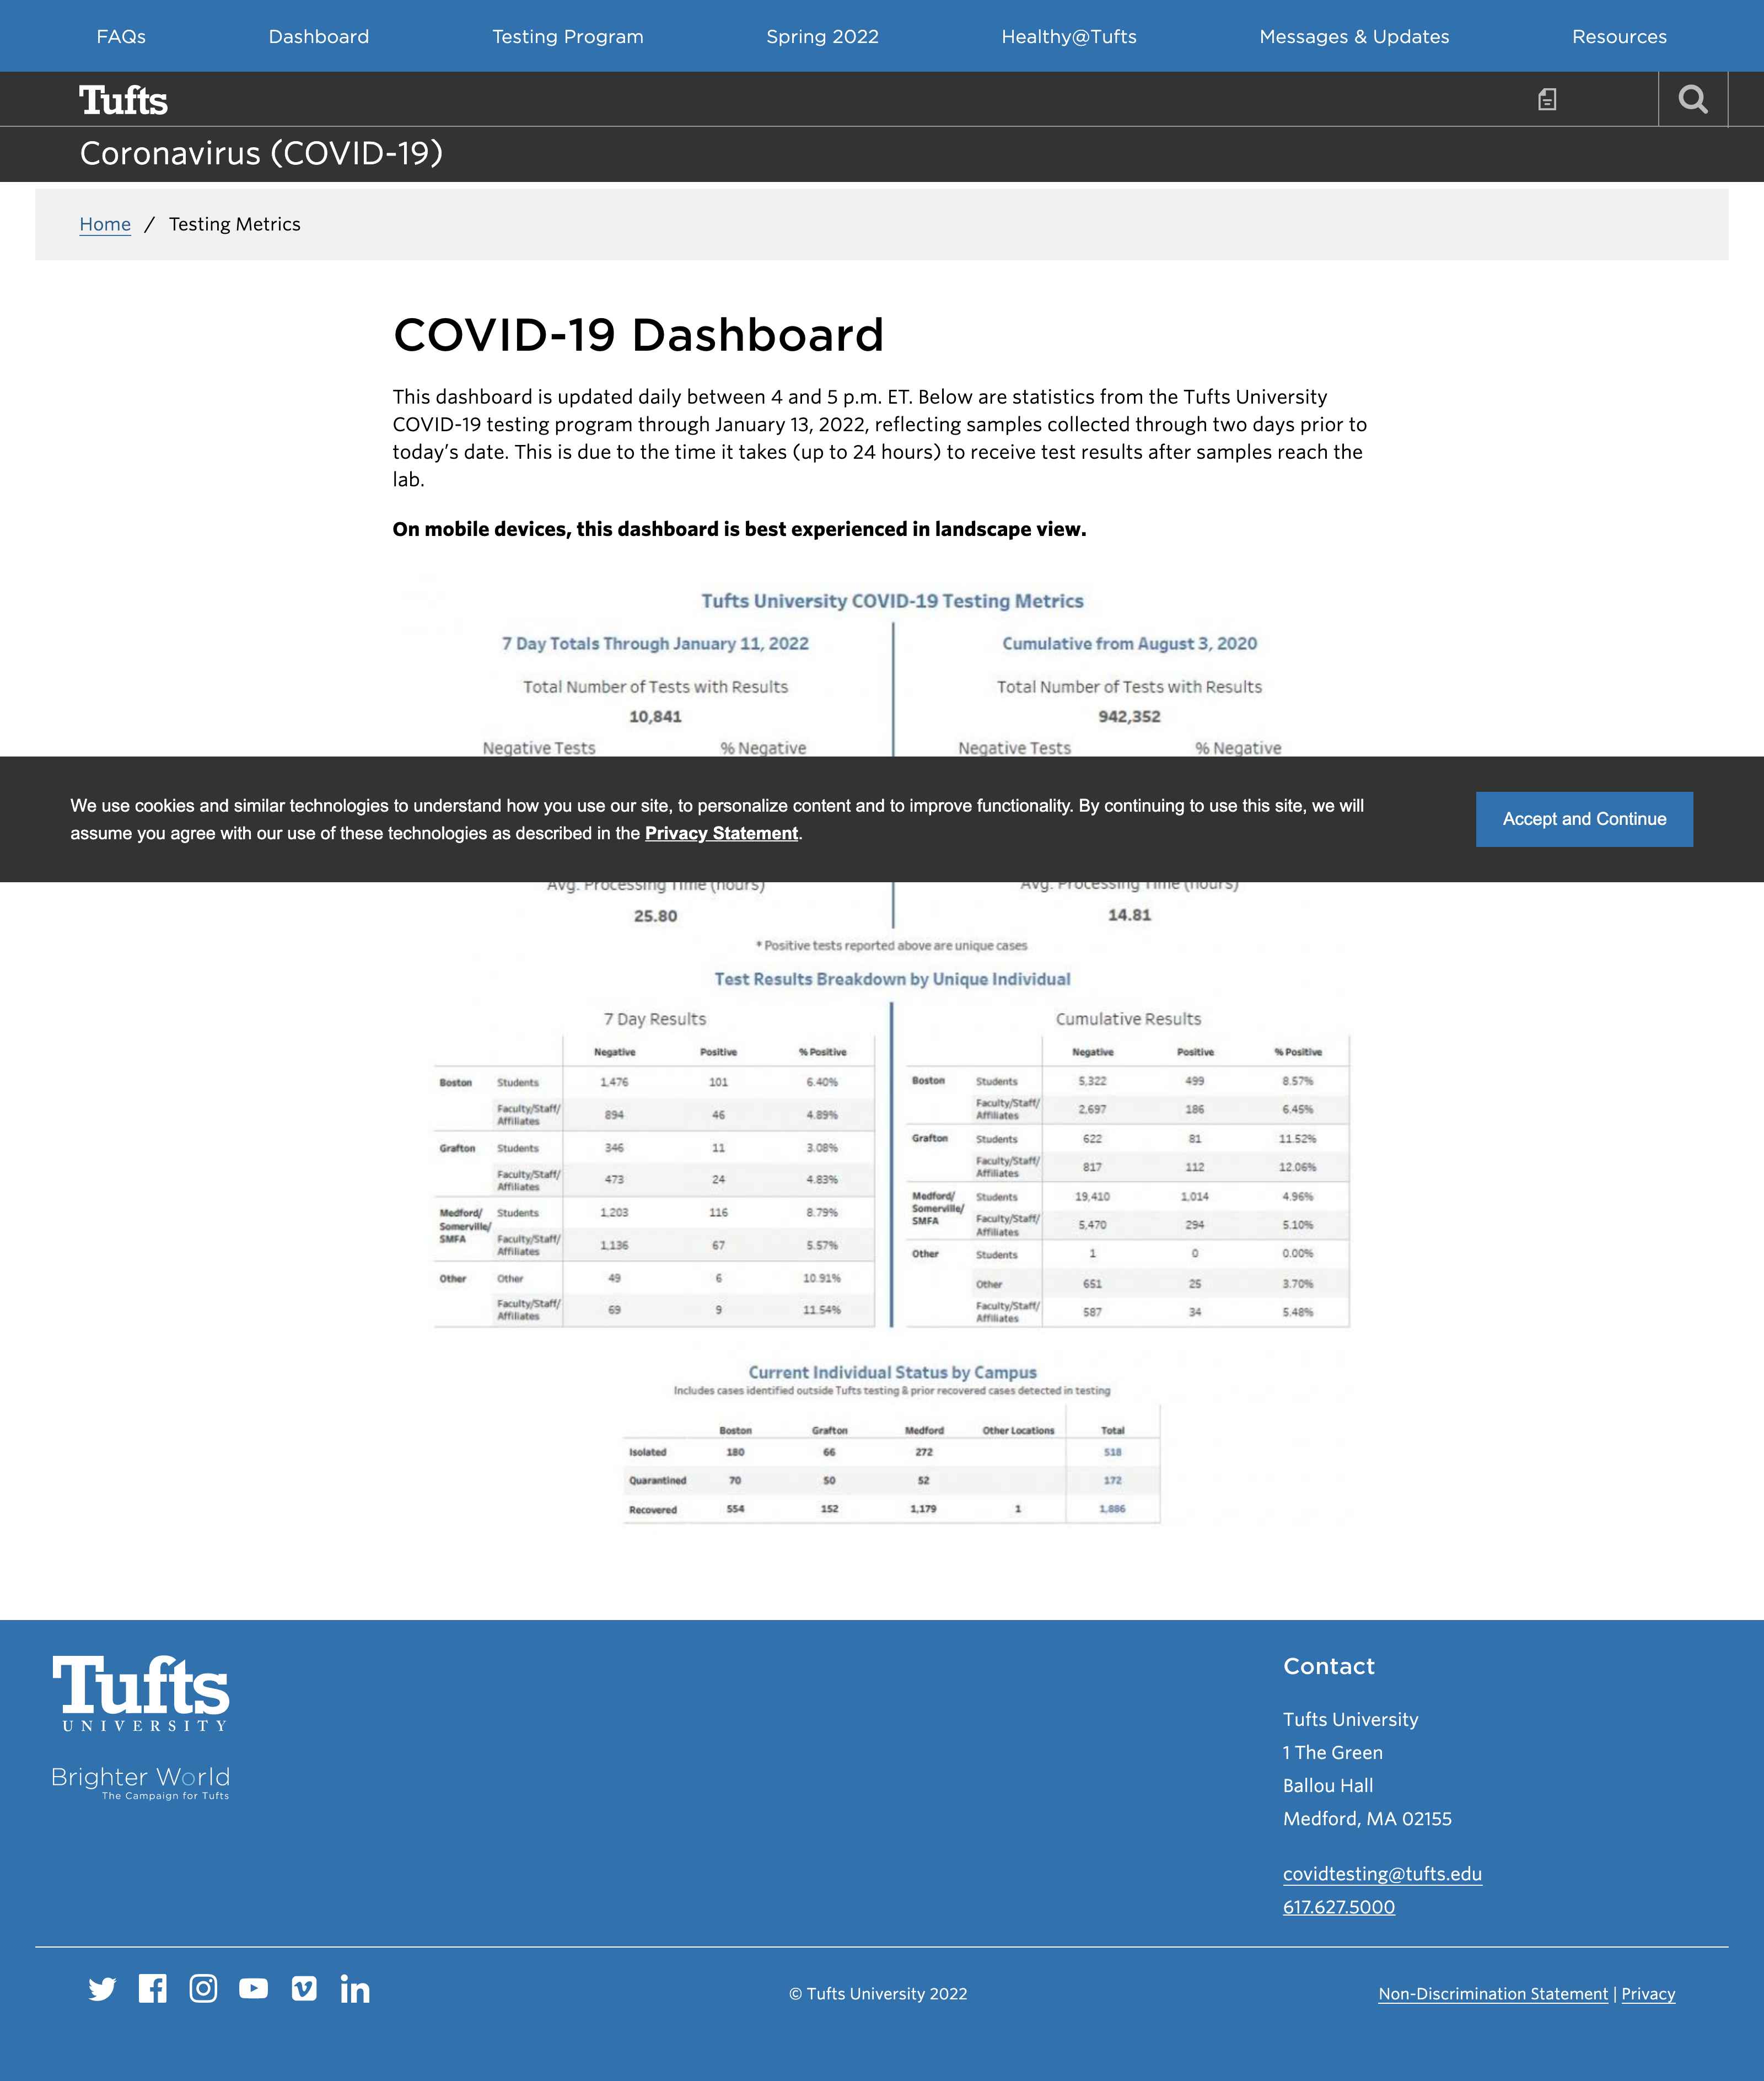 FAQs Dashboard Testing Program Spring 2022 Healthy@Tufts Messages & Updates Resources
Tufts
Coronavirus (COVID-19)
Home / Testing Metrics
COVID-19 Dashboard
This dashboard is updated daily between 4 and 5 p.m. ET. Below are statistics from the Tufts University
COVID-19 testing program through January 13, 2022, reflecting samples collected through two days prior to
today's date. This is due to the time it takes (up to 24 hours) to receive test results after samples reach the
lab.
On mobile devices, this dashboard is best experienced in landscape view.
Tufts University COVID-19 Testing Metrics
7 Day Totals Through January 11, 2022
Total Number of Tests with Results
10,841
Negative Tests % Negative
Cumulative from August 3, 2020
Total Number of Tests with Results
942,352
Negative Tests % Negative
We use cookies and similar technologies to understand how you use our site, to personalize content and to improve functionality. By continuing to use this site, we will
assume you agree with our use of these technologies as described in the Privacy Statement.
Accept and Continue
Avg. Processing Time (hours)
25.80
Avg. Processing Time (hours)
14.81
* Positive tests reported above are unique cases
Test Results Breakdown by Unique Individual
7 Day Results
Negative Positive % Positive
Boston Students 1,476 101 6.40%
Faculty/Staff/
Affiliates 894 46 4.89%
Grafton Students 346 11 3.08%
Faculty/Staff/
Affiliates 473 24 4.83%
Medford/
Somerville/
SMFA Students 1,203 116 8.79%
Faculty/Staff/
Affiliates 1,136 67 5.57%
Other Other 49 6 10.91%
Faculty/Staff/
Affiliates 69 9 11.54%
Cumulative Results
Negative Positive % Positive
Boston Students 5,322 499 8.57%
Faculty/Staff/
Affiliates 2,697 186 6.45%
Grafton Students 622 81 11.52%
Faculty/Staff/
Affiliates 817 112 12.06%
Medford/
Somerville/
SMFA Students 19,410 1,014 4.96%
Faculty/Staff/
Affiliates 5,470 294 5.10%
Other Students 1 0 0.00%
Other 651 25 3.70%
Faculty/Staff/
Affiliates 587 34 5.48%
Current Individual Status by Campus
Includes cases identified outside Tufts testing & prior recovered cases detected in testing
Boston Grafton Medford Other Locations Total
Isolated 180 66 272 518
Quarantined 70 50 52 172
Recovered 554 152 1,179 1 1,886
Tufts
UNIVERSITY
Brighter World
The Campaign for Tufts
Contact
Tufts University
1 The Green
Ballou Hall
Medford, MA 02155
covidtesting@tufts.edu
617.627.5000
© Tufts University 2022
Non-Discrimination Statement | Privacy